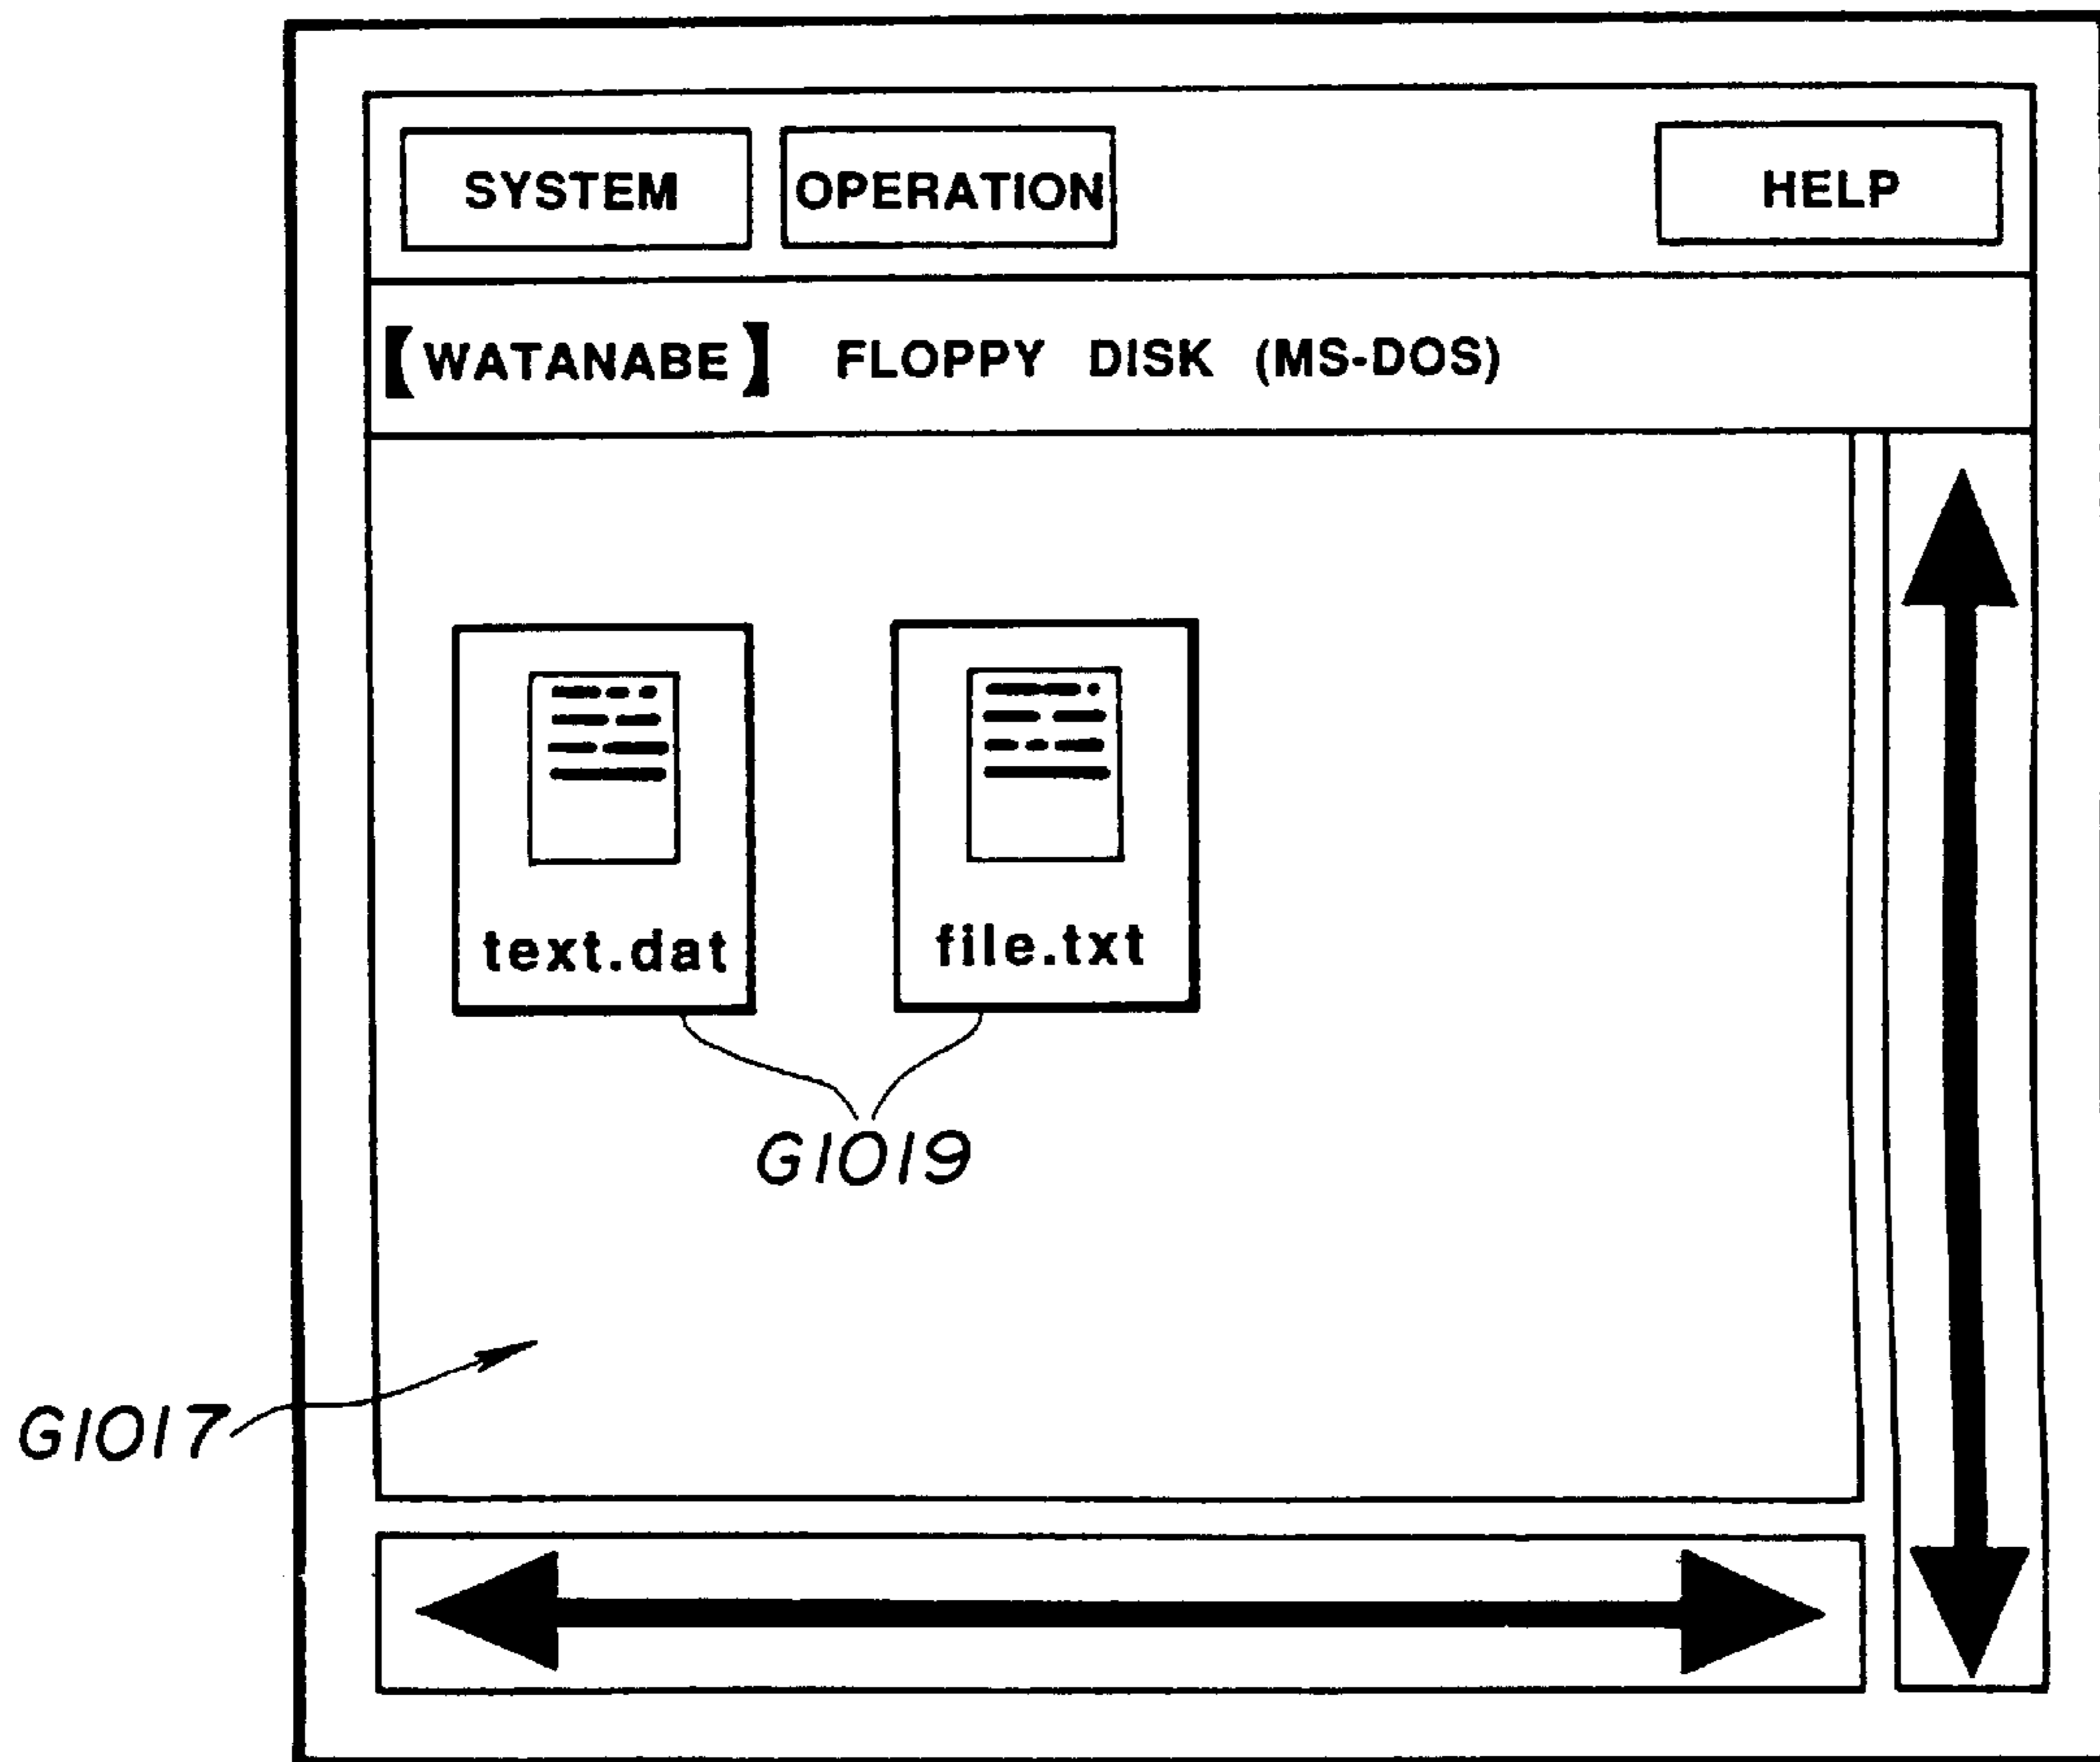 SYSTEM OPERATION HELP
【WATANABE】 FLOPPY DISK (MS-DOS)
text.dat file.txt
G1019
G1017